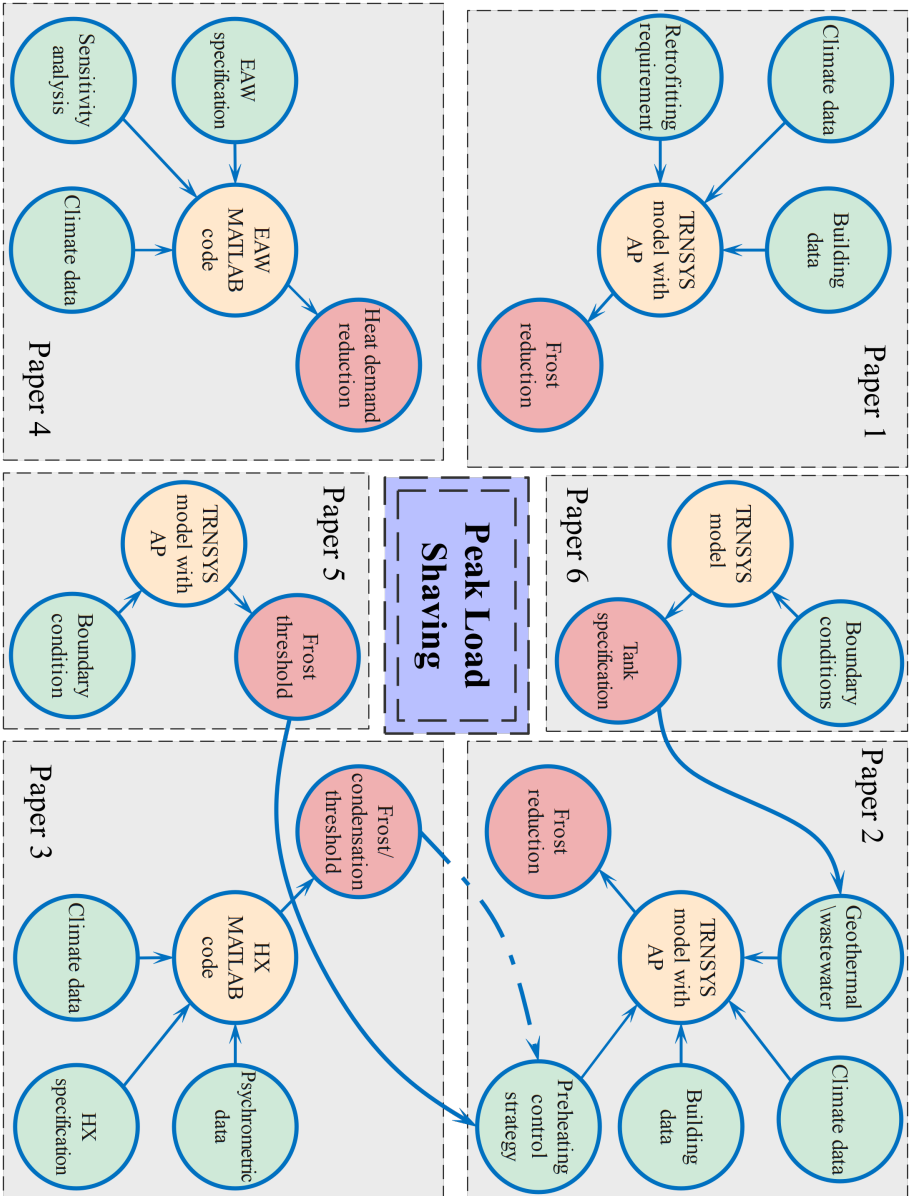 Paper 1
Climate data
Building
data
Retrofitting
requirement
TRNSYS
model with
AP
Frost
reduction
Paper 6
Boundary
conditions
TRNSYS
model
Tank
specification
Paper 2
Geothermal
\wastewater
Climate data
TRNSYS
model with
AP
Building
data
Frost
reduction
Preheating
control
strategy
Peak Load
Shaving
EAW
specification
EAW
MATLAB
code
Heat demand
reduction
Sensitivity
analysis
Climate data
Paper 4
Paper 5
Frost
threshold
TRNSYS
model with
AP
Boundary
condition
Frost/
condensation
threshold
HX
MATLAB
code
Psychrometric
data
Climate data
HX
specification
Paper 3